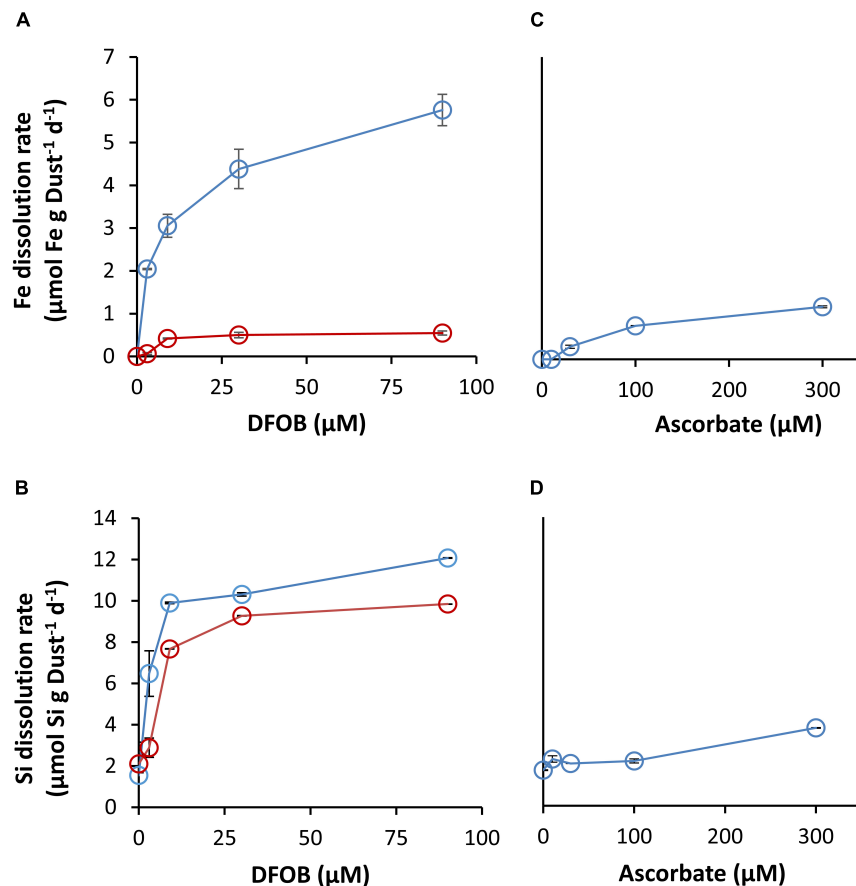 A
Fe dissolution rate
(µmol Fe g Dust⁻¹ d⁻¹)
7
6
5
4
3
2
1
0
0 25 50 75 100
DFOB (µM)
C
0 100 200 300
Ascorbate (µM)
B
Si dissolution rate
(µmol Si g Dust⁻¹ d⁻¹)
14
12
10
8
6
4
2
0
0 25 50 75 100
DFOB (µM)
D
0 100 200 300
Ascorbate (µM)